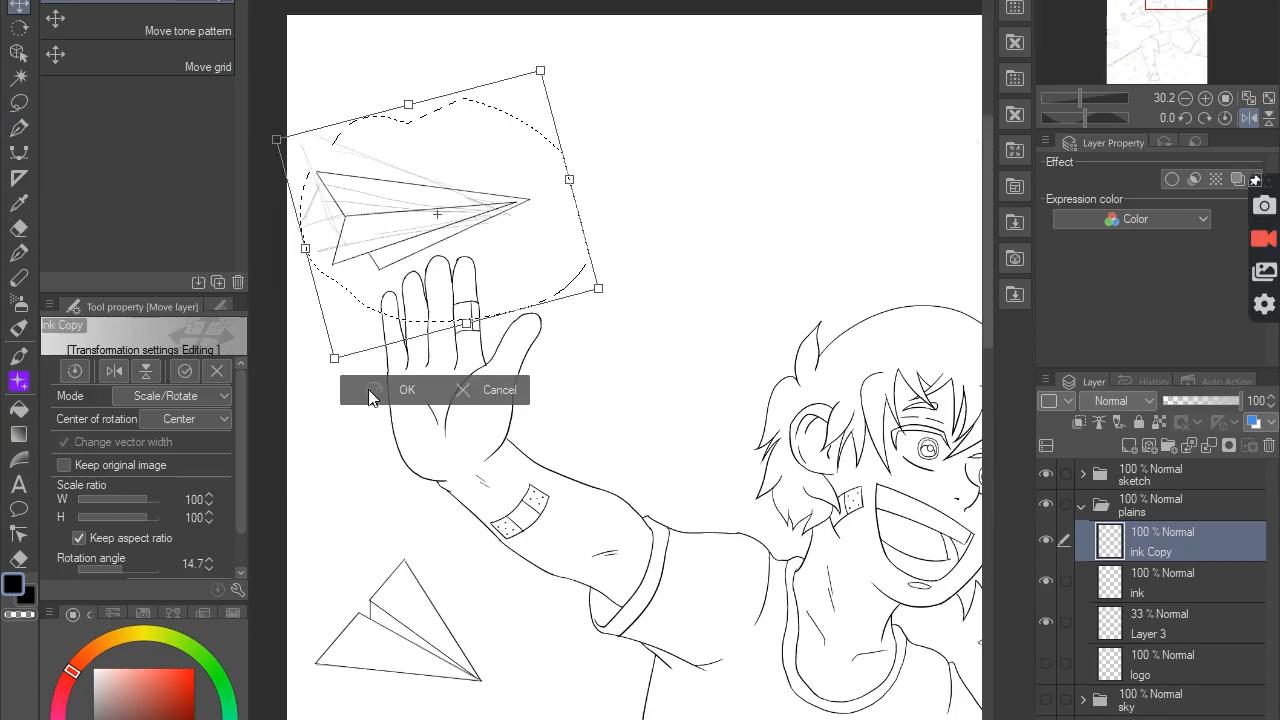 Move tone pattern
Move grid
Tool property [Move layer]
ink Copy
[Transformation settings Editing ]
Mode Scale/Rotate
Center of rotation Center
Change vector width
Keep original image
Scale ratio
W 100
H 100
Keep aspect ratio
Rotation angle 14.7
OK Cancel
30.2
0.0
Layer Property
Effect
Expression color
Color
Layer History Auto Action
Normal 100
100 % Normal
sketch
100 % Normal
plains
100 % Normal
ink Copy
100 % Normal
ink
33 % Normal
Layer 3
100 % Normal
logo
100 % Normal
sky